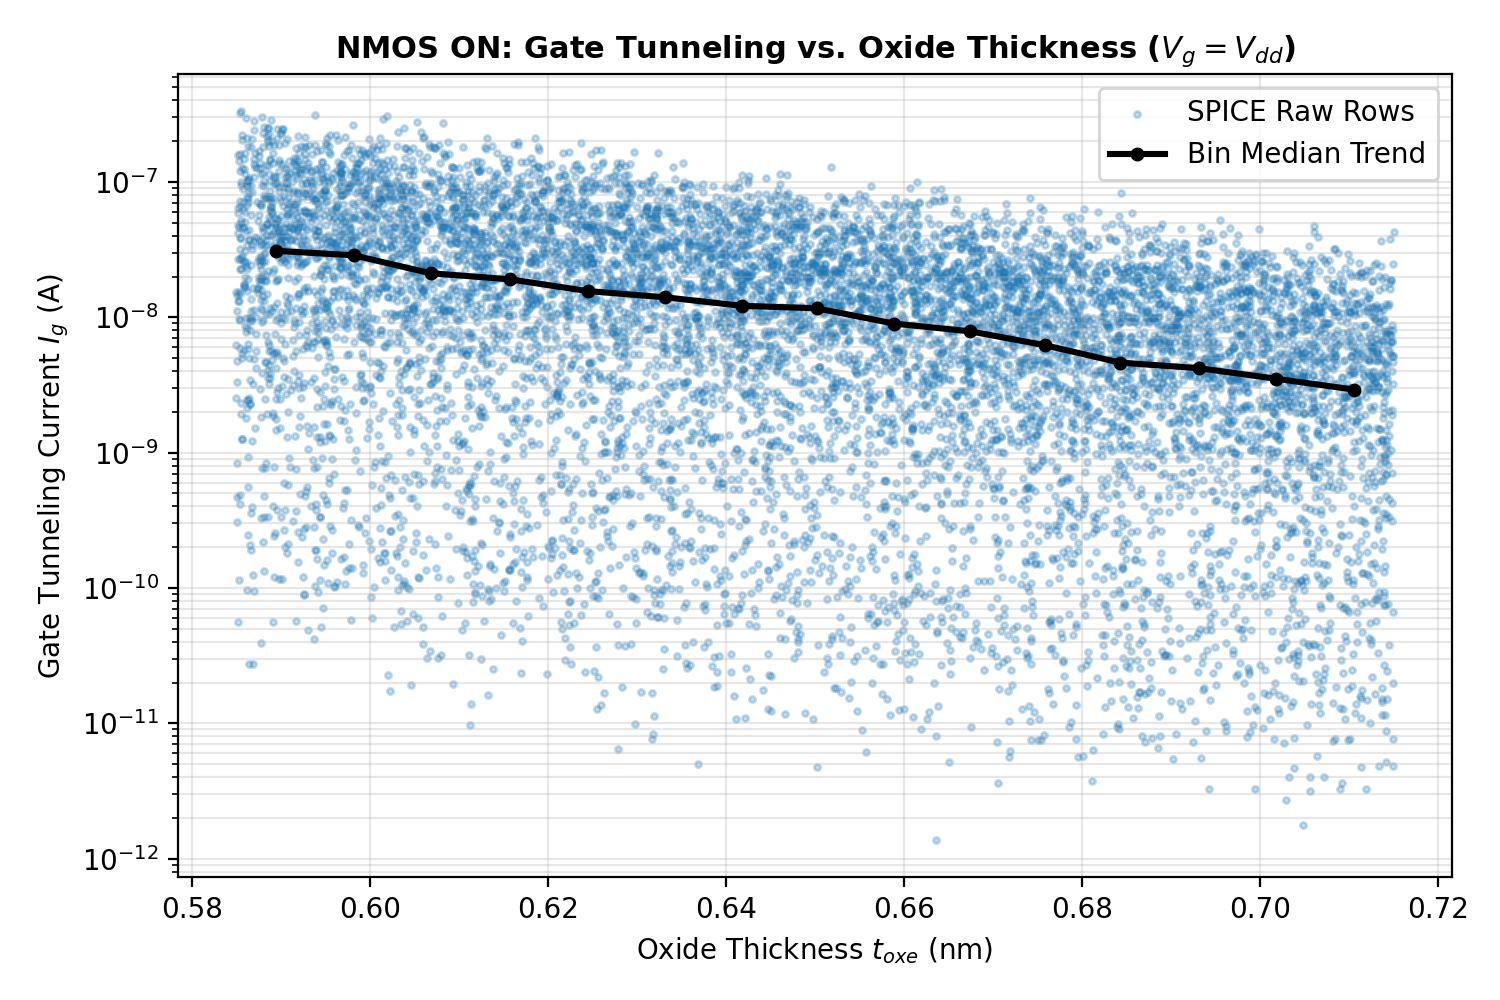 NMOS ON: Gate Tunneling vs. Oxide Thickness (V_g = V_dd)
SPICE Raw Rows
Bin Median Trend
Gate Tunneling Current I_g (A)
10^−7
10^−8
10^−9
10^−10
10^−11
10^−12
0.58 0.60 0.62 0.64 0.66 0.68 0.70 0.72
Oxide Thickness t_oxe (nm)